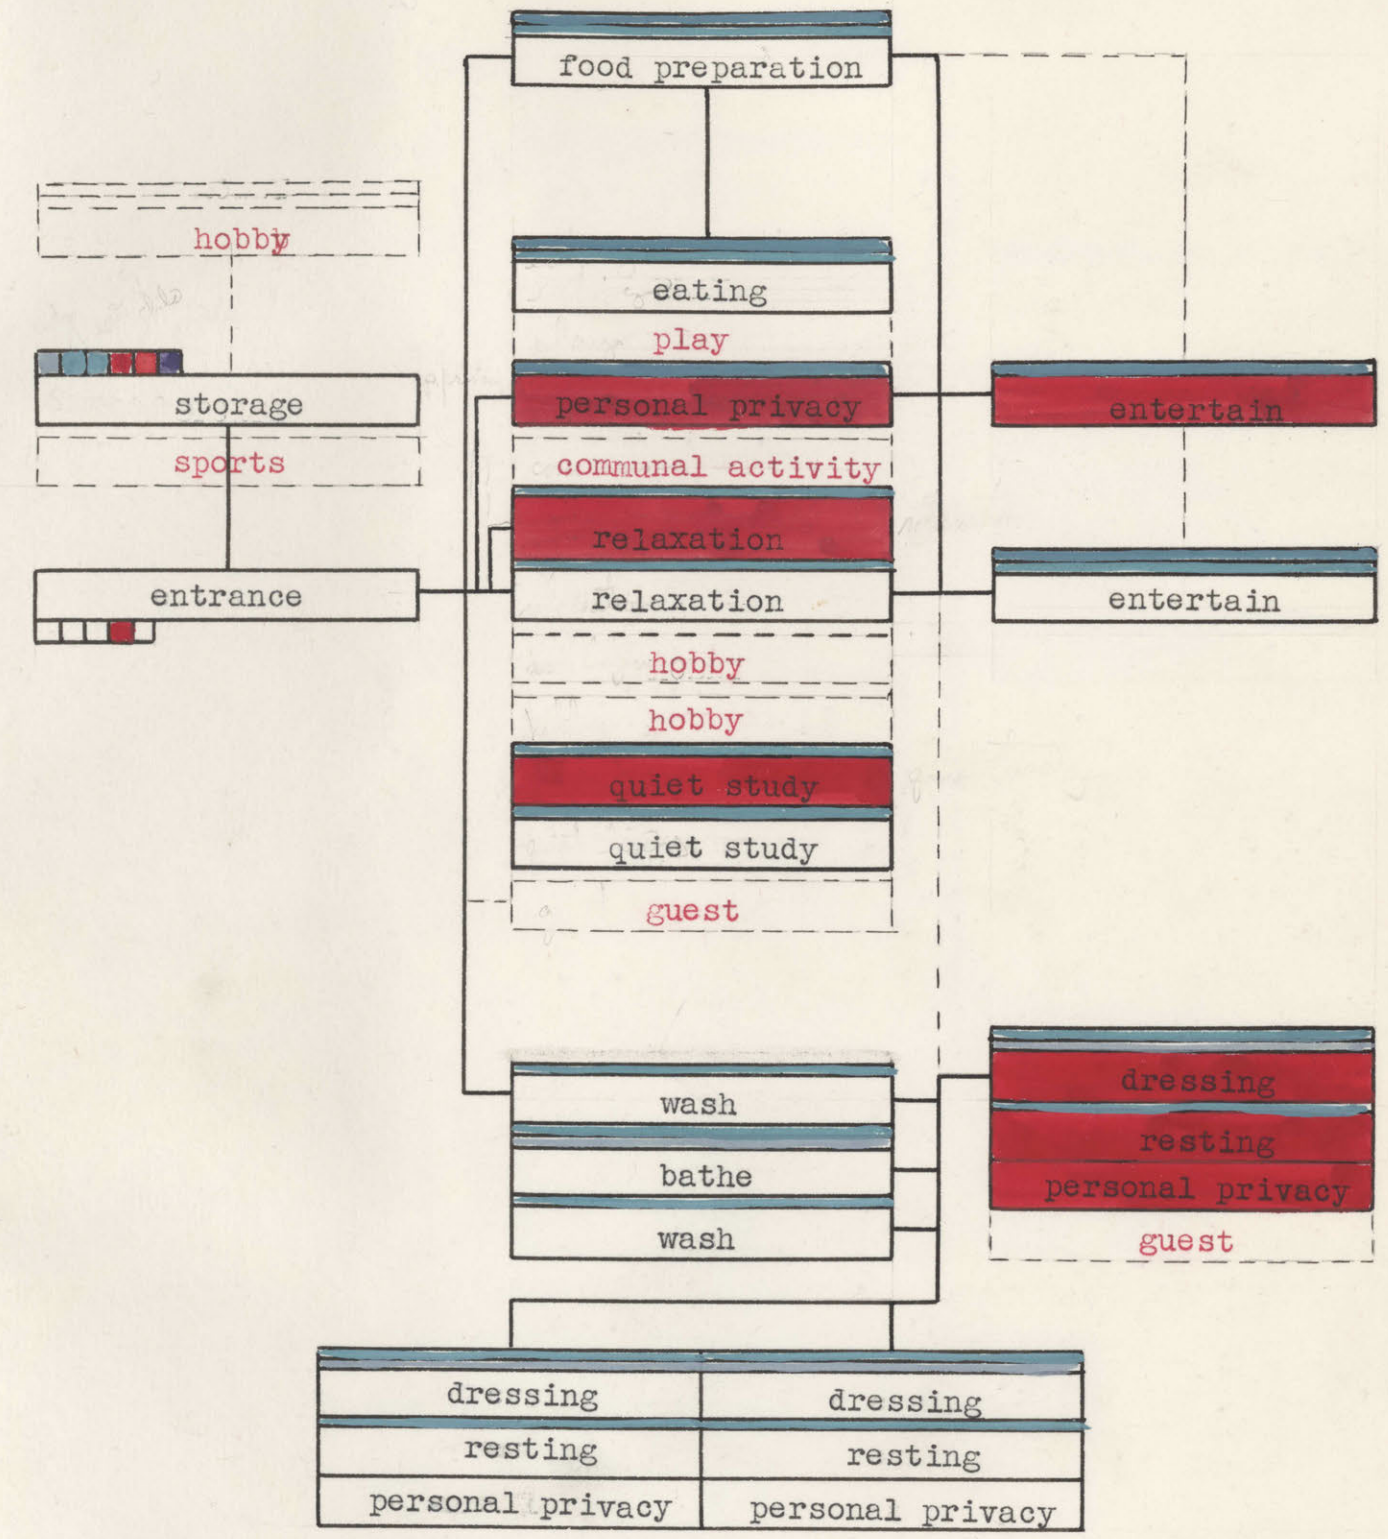 food preparation
hobby
eating
play
storage
personal privacy
entertain
sports
communal activity
relaxation
entrance
relaxation
entertain
hobby
hobby
quiet study
quiet study
guest
dressing
wash
resting
bathe
personal privacy
wash
guest
dressing
dressing
resting
resting
personal privacy
personal privacy